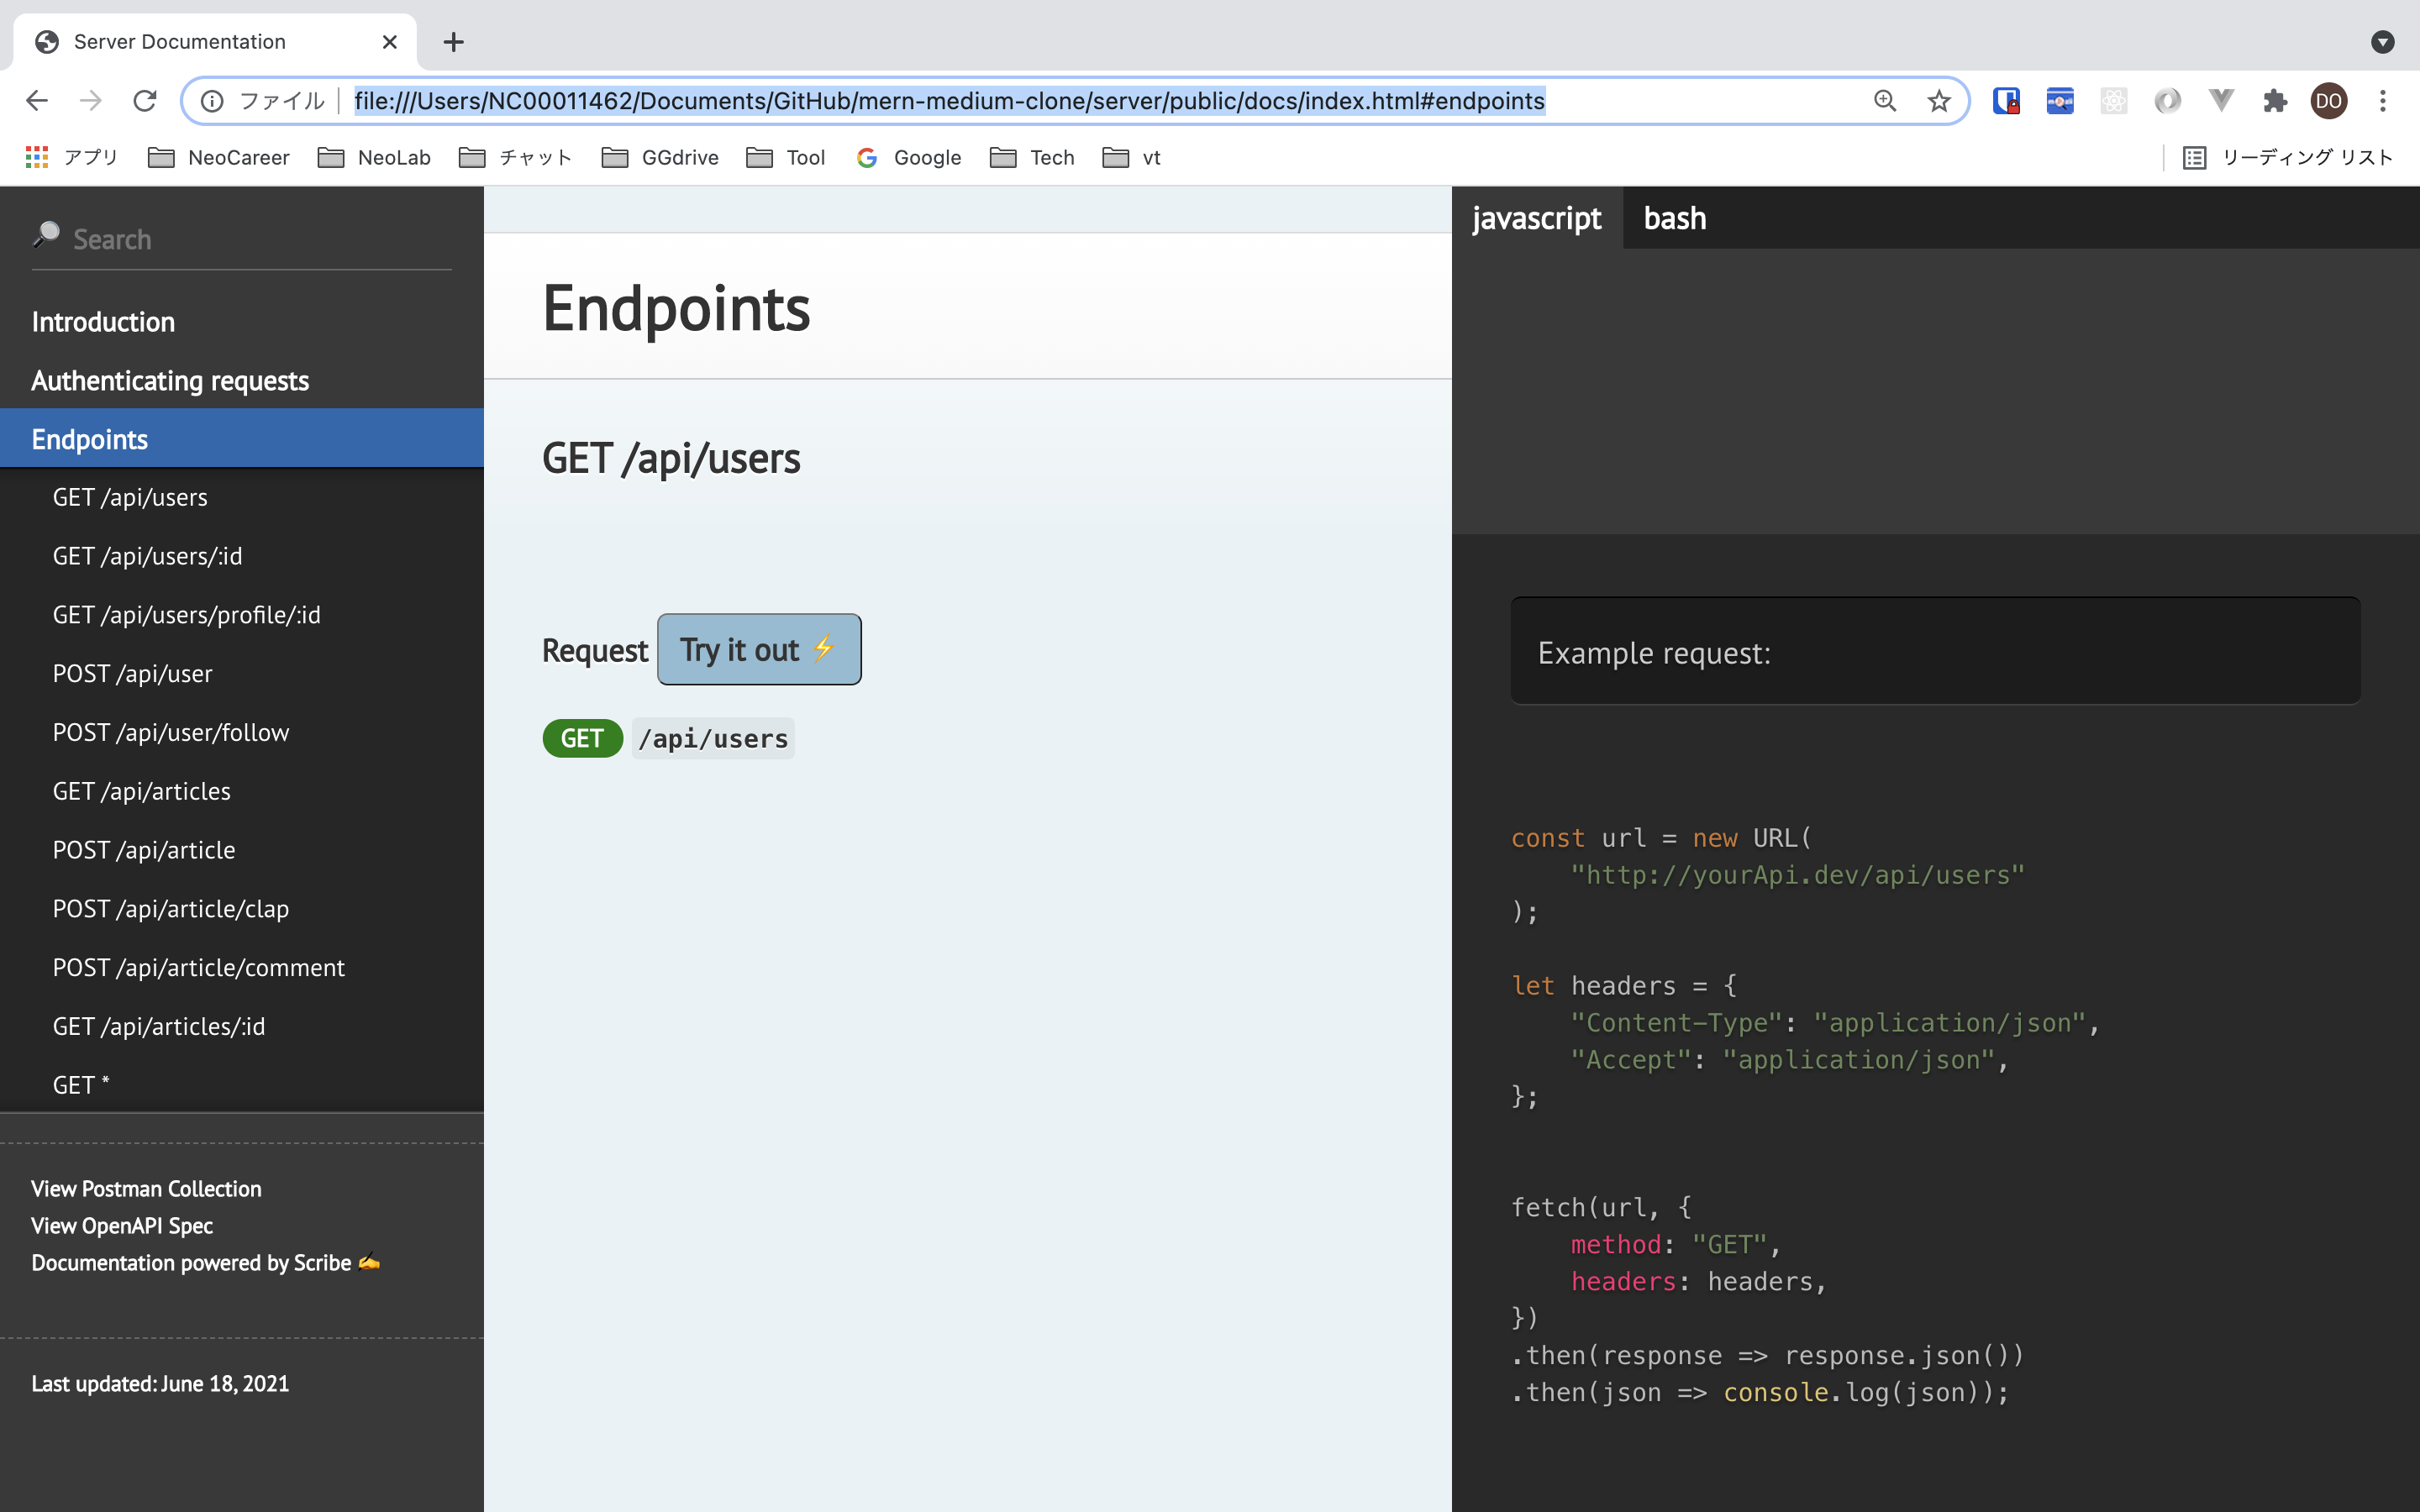 Server Documentation
ファイル
file:///Users/NC00011462/Documents/GitHub/mern-medium-clone/server/public/docs/index.html#endpoints
DO
アプリ
NeoCareer
NeoLab
チャット
GGdrive
Tool
Google
Tech
vt
リーディング リスト
Search
Introduction
Authenticating requests
Endpoints
GET /api/users
GET /api/users/:id
GET /api/users/profile/:id
POST /api/user
POST /api/user/follow
GET /api/articles
POST /api/article
POST /api/article/clap
POST /api/article/comment
GET /api/articles/:id
GET *
View Postman Collection
View OpenAPI Spec
Documentation powered by Scribe ✍
Last updated: June 18, 2021
Endpoints
GET /api/users
Request Try it out ⚡
GET /api/users
javascript bash
Example request:
const url = new URL(
    "http://yourApi.dev/api/users"
);
let headers = {
    "Content-Type": "application/json",
    "Accept": "application/json",
};
fetch(url, {
    method: "GET",
    headers: headers,
})
.then(response => response.json())
.then(json => console.log(json));